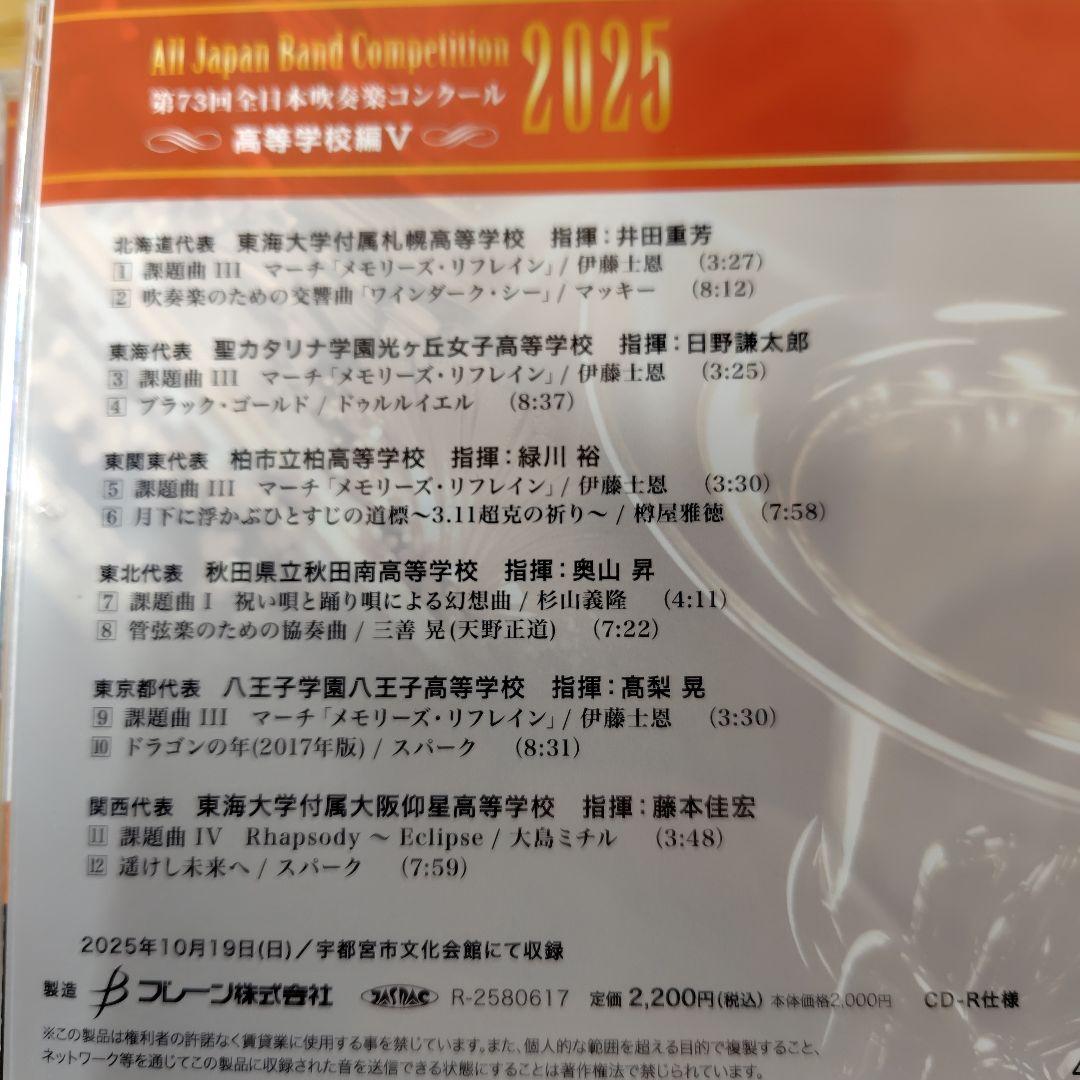 All Japan Band Competition 2025
第73回全日本吹奏楽コンクール
高等学校編V
北海道代表 東海大学付属札幌高等学校 指揮：井田重芳
1 課題曲 III マーチ「メモリーズ・リフレイン」/ 伊藤士恩 (3:27)
2 吹奏楽のための交響曲「ワインダーク・シー」/ マッキー (8:12)
東海代表 聖カタリナ学園光ヶ丘女子高等学校 指揮：日野謙太郎
3 課題曲 III マーチ「メモリーズ・リフレイン」/ 伊藤士恩 (3:25)
4 ブラック・ゴールド / ドゥルルイエル (8:37)
東関東代表 柏市立柏高等学校 指揮：緑川 裕
5 課題曲 III マーチ「メモリーズ・リフレイン」/ 伊藤士恩 (3:30)
6 月下に浮かぶひとすじの道標〜3.11超克の祈り〜 / 樽屋雅徳 (7:58)
東北代表 秋田県立秋田南高等学校 指揮：奥山 昇
7 課題曲 I 祝い唄と踊り唄による幻想曲 / 杉山義隆 (4:11)
8 管弦楽のための協奏曲 / 三善 晃(天野正道) (7:22)
東京都代表 八王子学園八王子高等学校 指揮：髙梨 晃
9 課題曲 III マーチ「メモリーズ・リフレイン」/ 伊藤士恩 (3:30)
10 ドラゴンの年(2017年版) / スパーク (8:31)
関西代表 東海大学付属大阪仰星高等学校 指揮：藤本佳宏
11 課題曲 IV Rhapsody 〜 Eclipse / 大島ミチル (3:48)
12 遥けし未来へ / スパーク (7:59)
2025年10月19日(日)／宇都宮市文化会館にて収録
製造 ブレーン株式会社 JASRAC R-2580617 定価 2,200円(税込) 本体価格2,000円 CD-R仕様
※この製品は権利者の許諾なく賃貸業に使用する事を禁じています。また、個人的な範囲を超える目的で複製すること、
ネットワーク等を通じてこの製品に収録された音を送信できる状態にすることは著作権法で禁じられています。